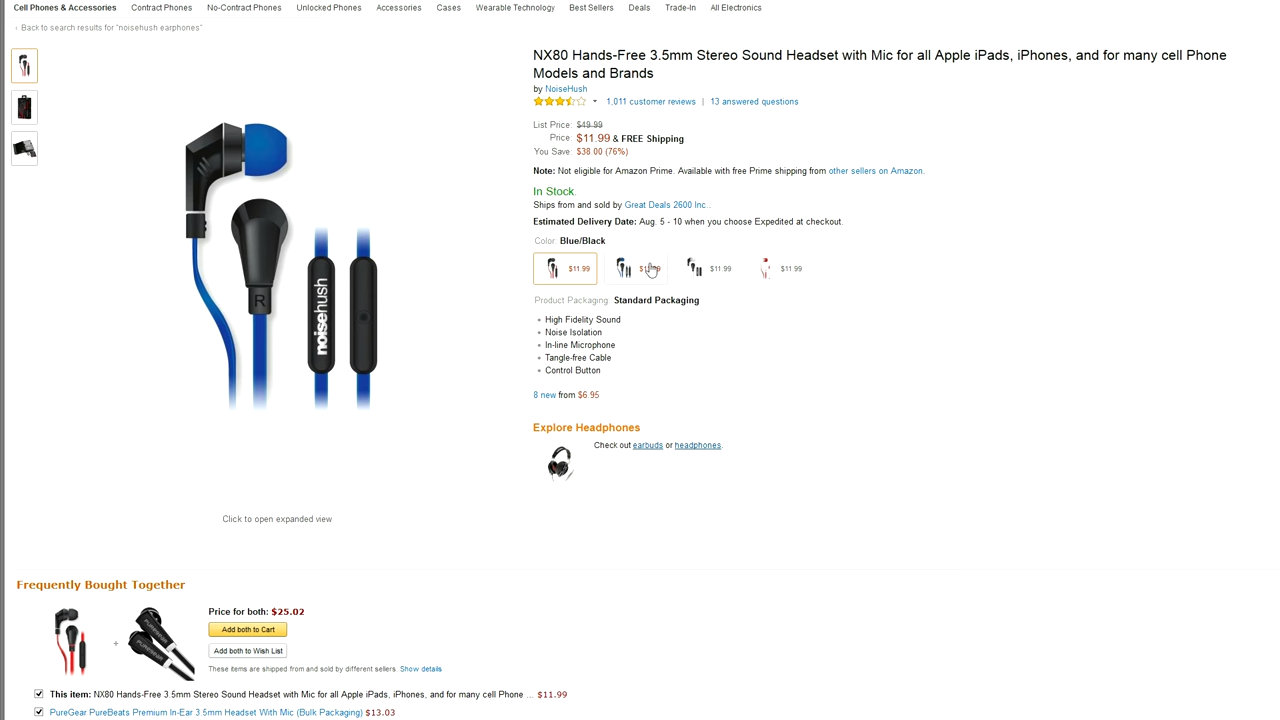 Cell Phones & Accessories Contract Phones No-Contract Phones Unlocked Phones Accessories Cases Wearable Technology Best Sellers Deals Trade-In All Electronics
‹ Back to search results for "noisehush earphones"
NX80 Hands-Free 3.5mm Stereo Sound Headset with Mic for all Apple iPads, iPhones, and for many cell Phone
Models and Brands
by NoiseHush
1,011 customer reviews | 13 answered questions
List Price: $49.99
Price: $11.99 & FREE Shipping
You Save: $38.00 (76%)
Note: Not eligible for Amazon Prime. Available with free Prime shipping from other sellers on Amazon.
In Stock.
Ships from and sold by Great Deals 2600 Inc..
Estimated Delivery Date: Aug. 5 - 10 when you choose Expedited at checkout.
Color: Blue/Black
$11.99 $11.99 $11.99
Product Packaging: Standard Packaging
High Fidelity Sound
Noise Isolation
In-line Microphone
Tangle-free Cable
Control Button
8 new from $6.95
Explore Headphones
Check out earbuds or headphones.
R
noisehush
Click to open expanded view
Frequently Bought Together
Price for both: $25.02
Add both to Cart
Add both to Wish List
These items are shipped from and sold by different sellers. Show details
This item: NX80 Hands-Free 3.5mm Stereo Sound Headset with Mic for all Apple iPads, iPhones, and for many cell Phone ... $11.99
PureGear PureBeats Premium In-Ear 3.5mm Headset With Mic (Bulk Packaging) $13.03